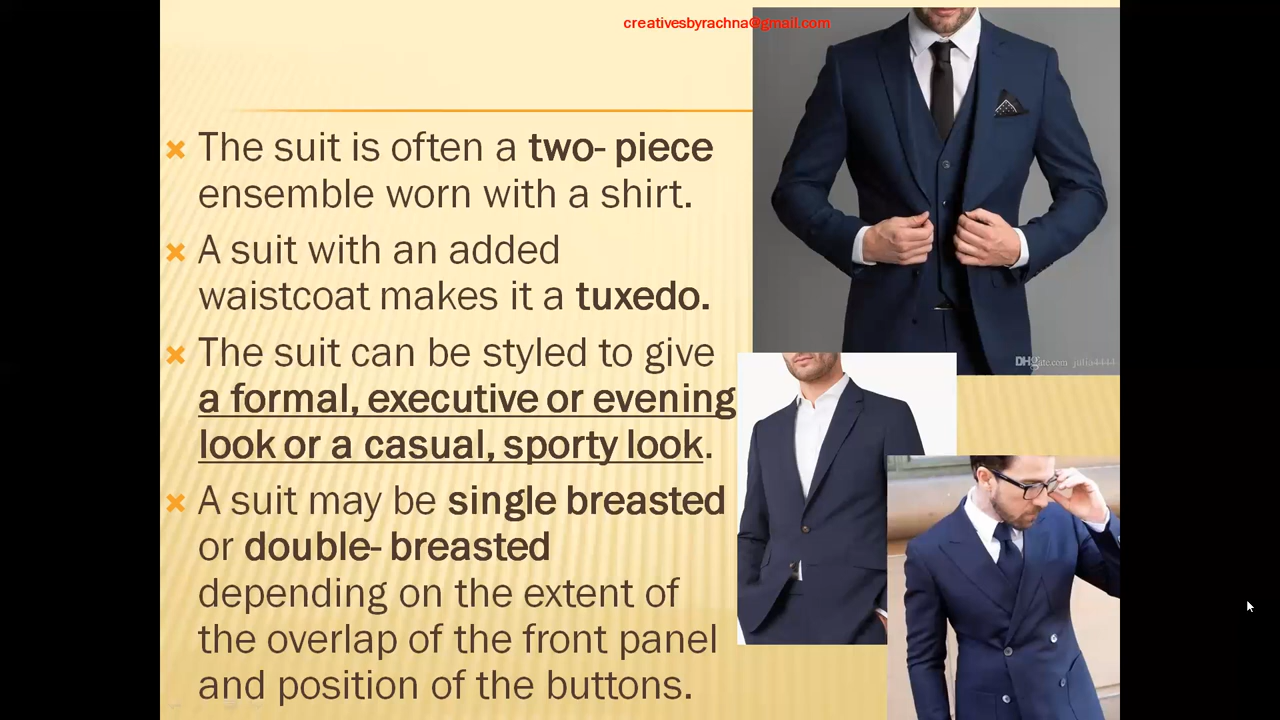 creativesbyrachna@gmail.com
The suit is often a two- piece
ensemble worn with a shirt.
A suit with an added
waistcoat makes it a tuxedo.
The suit can be styled to give
a formal, executive or evening
look or a casual, sporty look.
A suit may be single breasted
or double- breasted
depending on the extent of
the overlap of the front panel
and position of the buttons.
DHgate.com julia4444